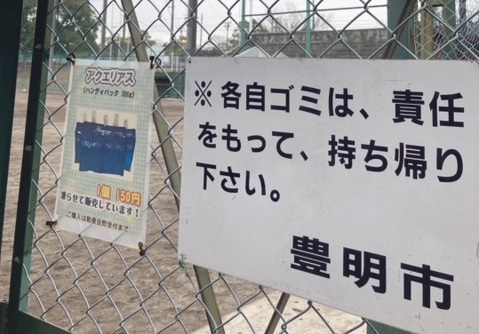 アクエリアス
(ハンディパック 300g)
1個 150円
凍らせて販売しています!
ご購入は勤労会館受付まで
※ 各自ゴミは、責任
をもって、持ち帰り
下さい。
豊明市